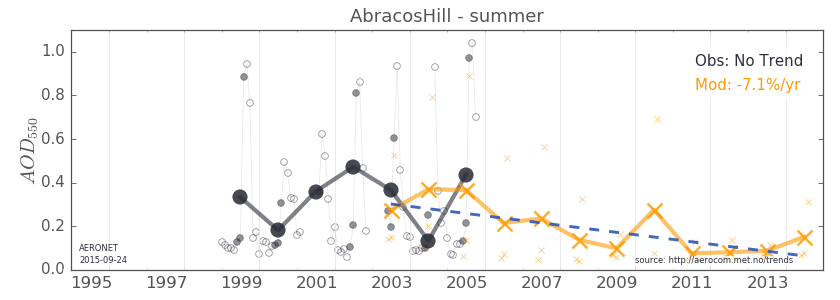 AbracosHill - summer
Obs: No Trend
Mod: -7.1%/yr
AOD550
1.0
0.8
0.6
0.4
0.2
0.0
AERONET
2015-09-24
source: http://aerocom.met.no/trends
1995 1997 1999 2001 2003 2005 2007 2009 2011 2013